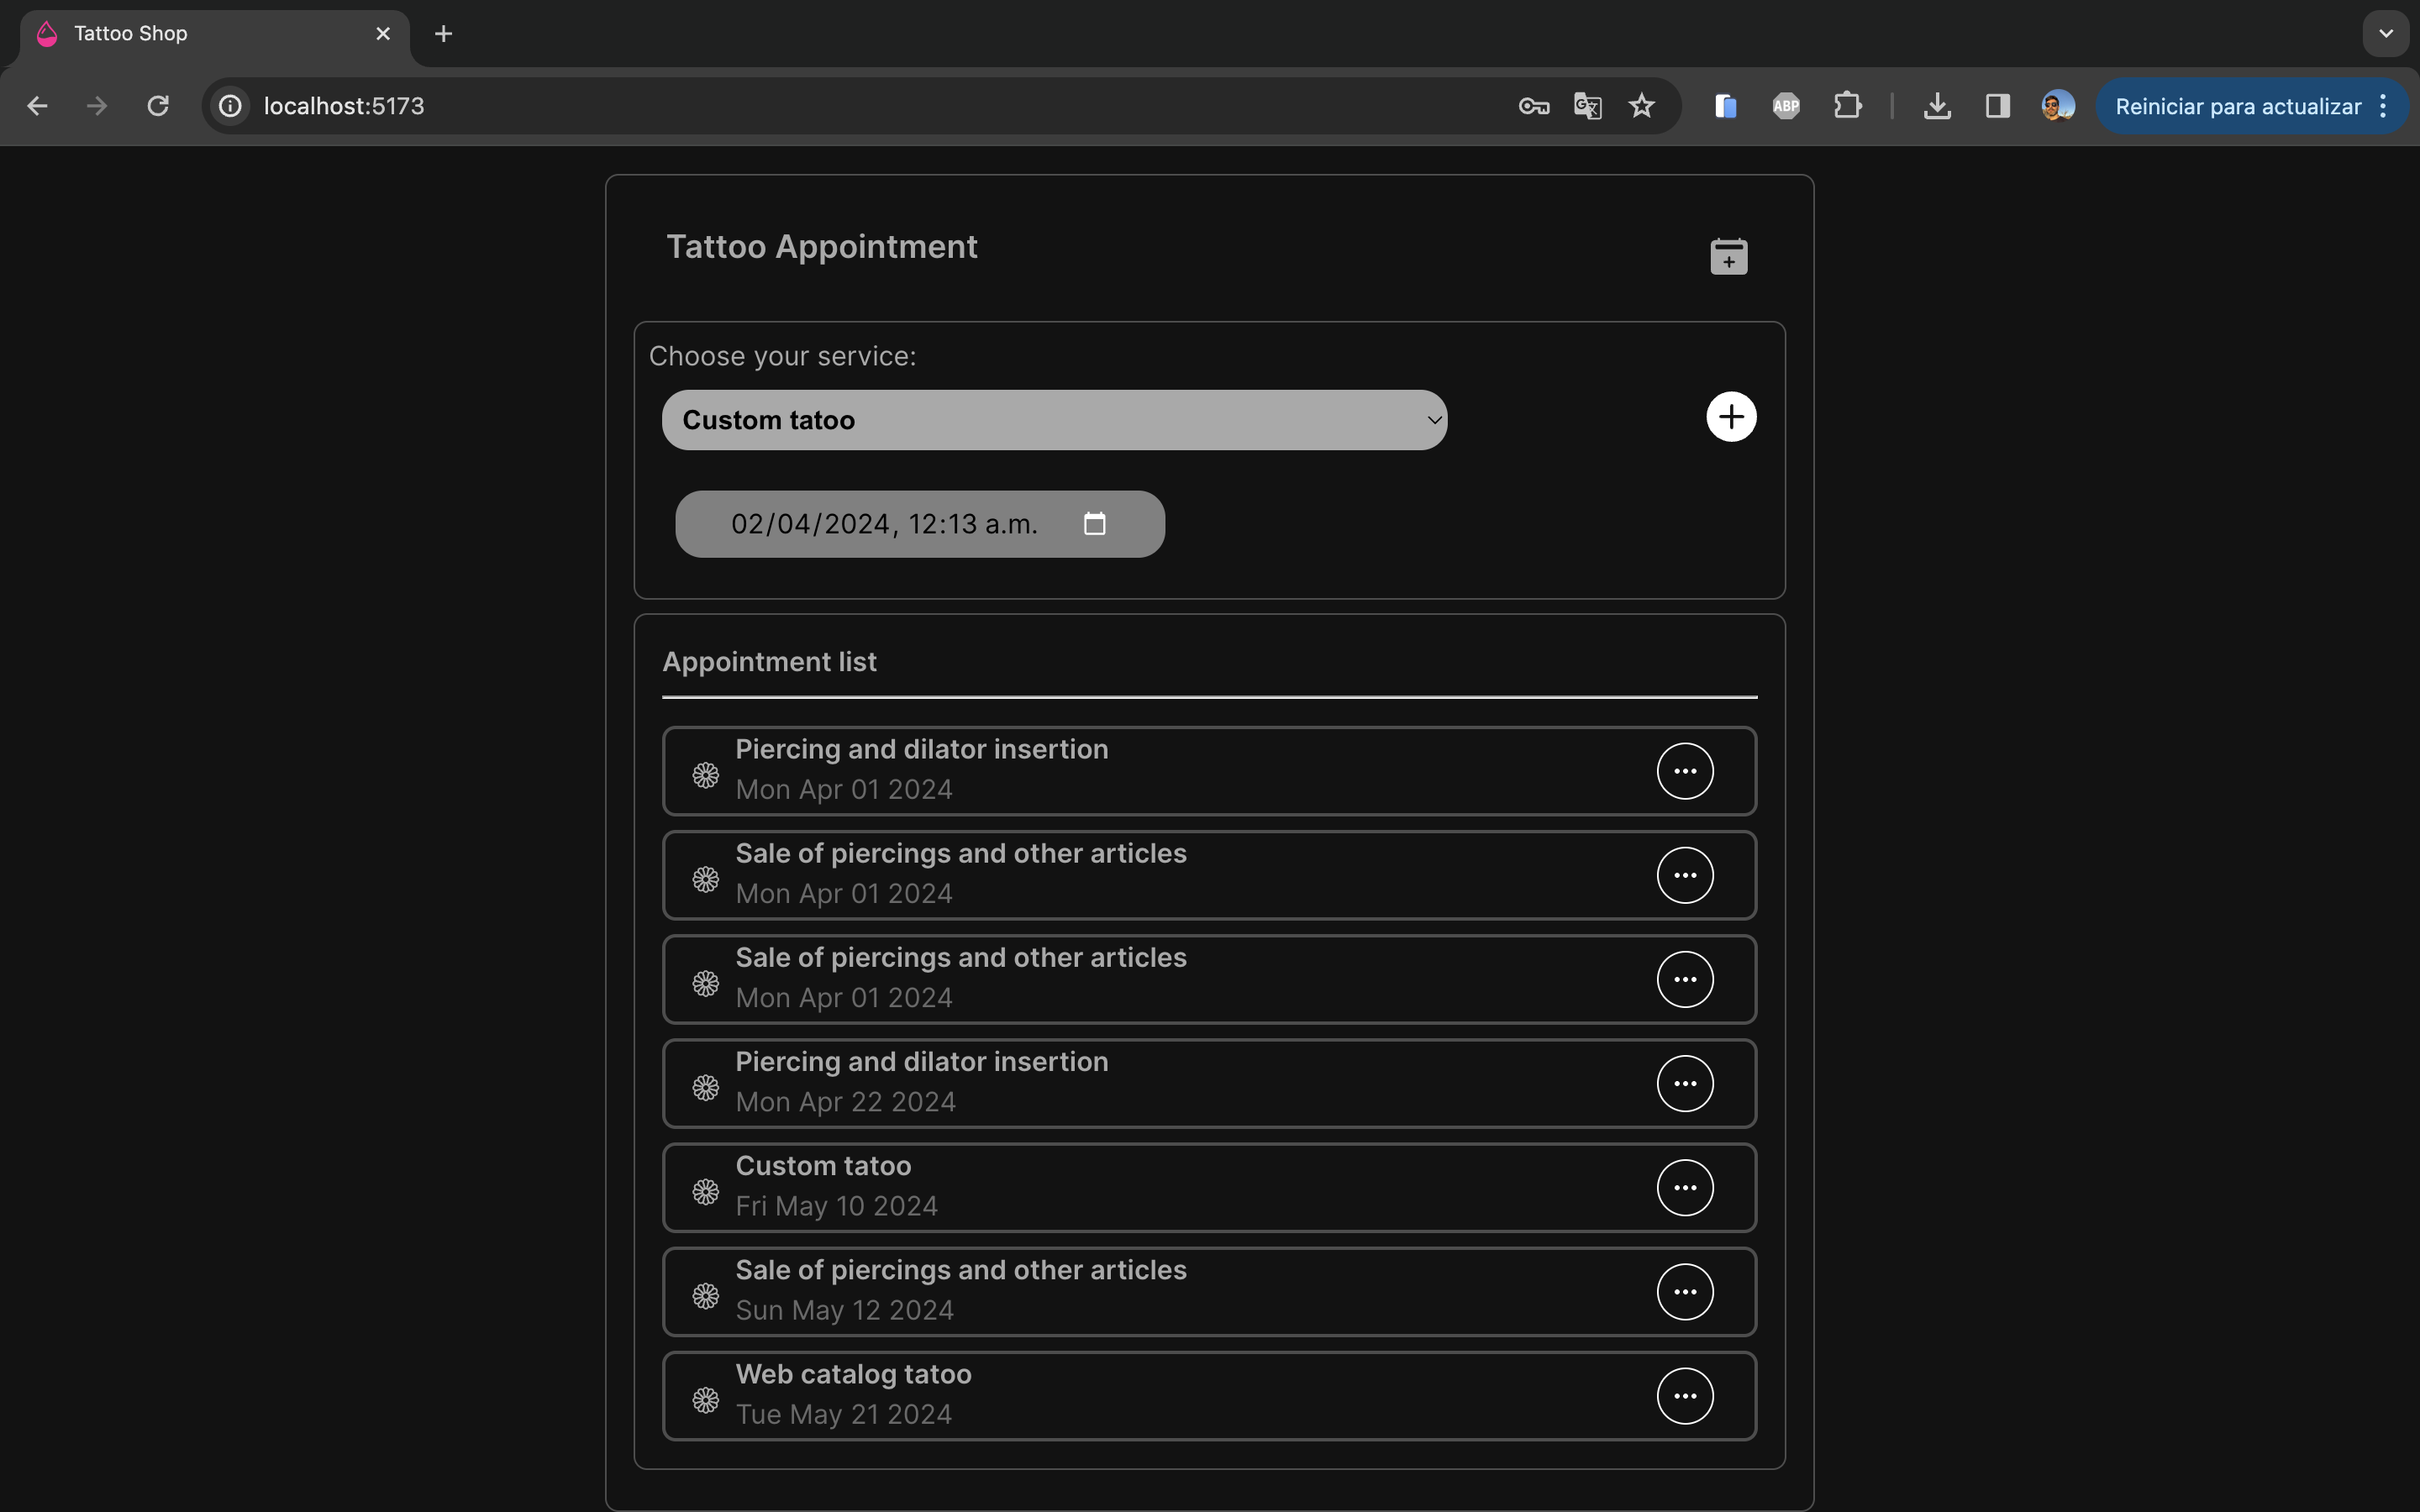 Tattoo Shop
localhost:5173
ABP
Reiniciar para actualizar
Tattoo Appointment
Choose your service:
Custom tatoo
02/04/2024, 12:13 a.m.
Appointment list
Piercing and dilator insertion
Mon Apr 01 2024
Sale of piercings and other articles
Mon Apr 01 2024
Sale of piercings and other articles
Mon Apr 01 2024
Piercing and dilator insertion
Mon Apr 22 2024
Custom tatoo
Fri May 10 2024
Sale of piercings and other articles
Sun May 12 2024
Web catalog tatoo
Tue May 21 2024